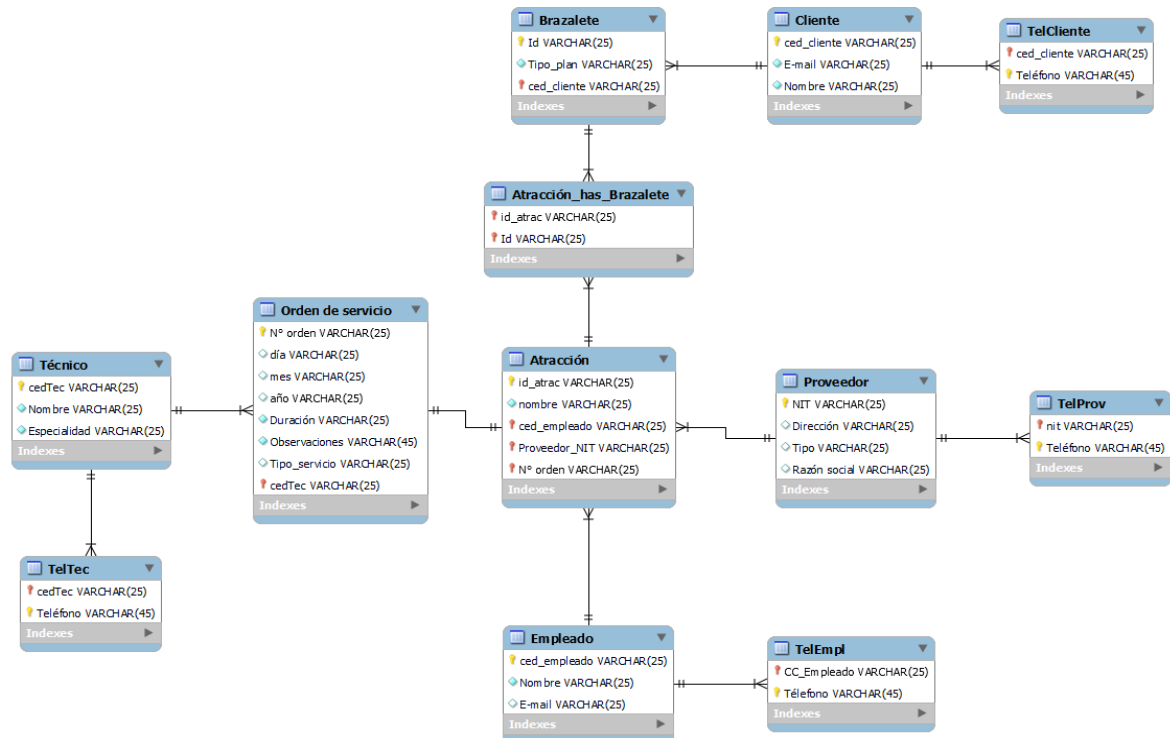 Brazalete
Id VARCHAR(25)
Tipo_plan VARCHAR(25)
ced_cliente VARCHAR(25)
Indexes
Cliente
ced_cliente VARCHAR(25)
E-mail VARCHAR(25)
Nombre VARCHAR(25)
Indexes
TelCliente
ced_cliente VARCHAR(25)
Teléfono VARCHAR(45)
Indexes
Atracción_has_Brazalete
id_atrac VARCHAR(25)
Id VARCHAR(25)
Indexes
Orden de servicio
Nº orden VARCHAR(25)
día VARCHAR(25)
mes VARCHAR(25)
año VARCHAR(25)
Duración VARCHAR(25)
Observaciones VARCHAR(45)
Tipo_servicio VARCHAR(25)
cedTec VARCHAR(25)
Indexes
Técnico
cedTec VARCHAR(25)
Nombre VARCHAR(25)
Especialidad VARCHAR(25)
Indexes
Atracción
id_atrac VARCHAR(25)
nombre VARCHAR(25)
ced_empleado VARCHAR(25)
Proveedor_NIT VARCHAR(25)
Nº orden VARCHAR(25)
Indexes
Proveedor
NIT VARCHAR(25)
Dirección VARCHAR(25)
Tipo VARCHAR(25)
Razón social VARCHAR(25)
Indexes
TelProv
nit VARCHAR(25)
Teléfono VARCHAR(45)
Indexes
TelTec
cedTec VARCHAR(25)
Teléfono VARCHAR(45)
Indexes
Empleado
ced_empleado VARCHAR(25)
Nombre VARCHAR(25)
E-mail VARCHAR(25)
Indexes
TelEmpl
CC_Empleado VARCHAR(25)
Télefono VARCHAR(45)
Indexes